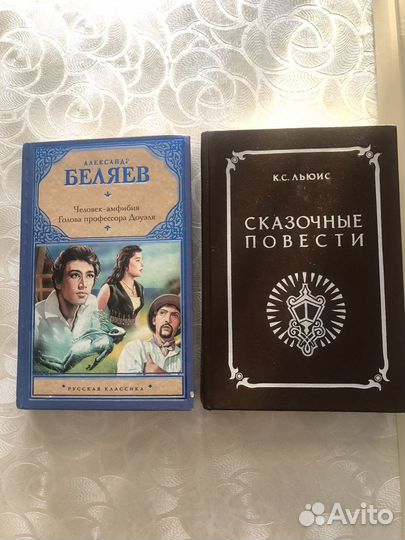 АЛЕКСАНДР
БЕЛЯЕВ
Человек-амфибия
Голова профессора Доуэля
РУССКАЯ КЛАССИКА
К.С. ЛЬЮИС
СКАЗОЧНЫЕ
ПОВЕСТИ
Avito